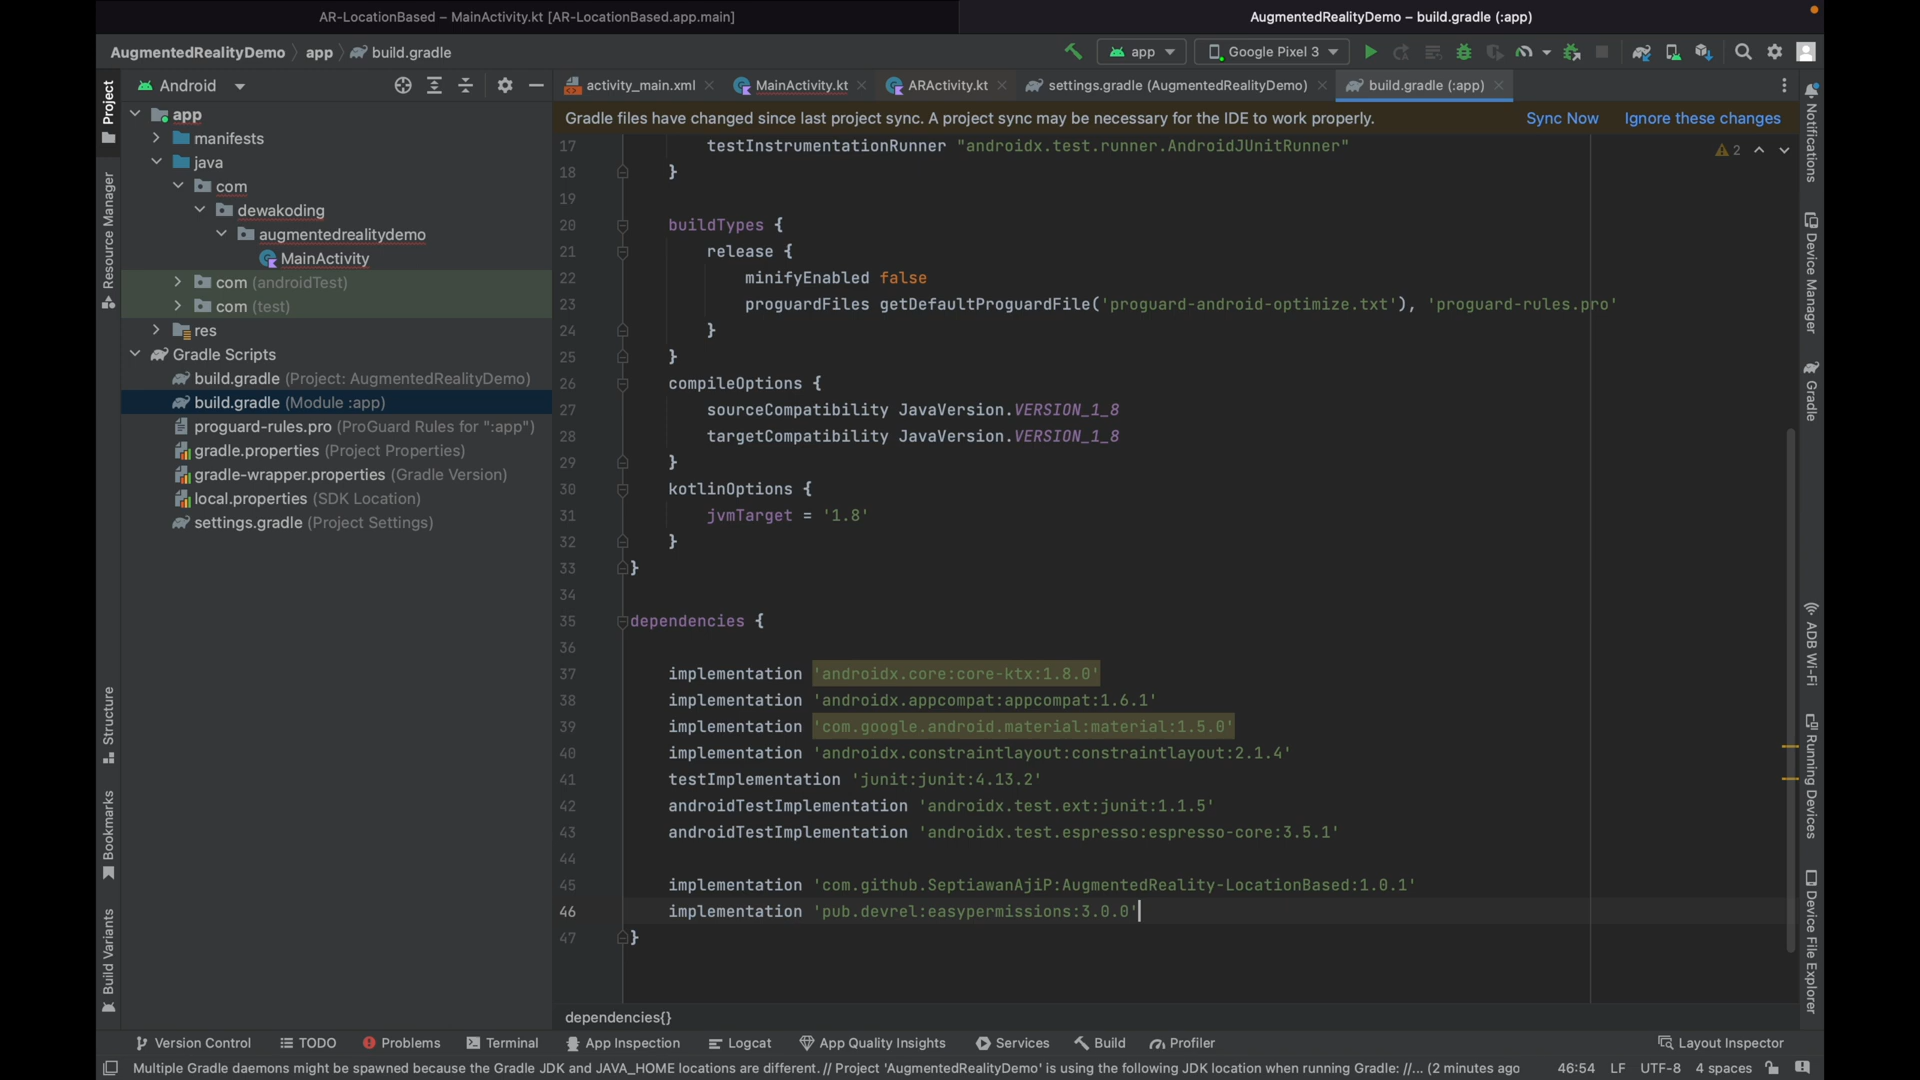 AR-LocationBased – MainActivity.kt [AR-LocationBased.app.main]
AugmentedRealityDemo – build.gradle (:app)
AugmentedRealityDemo app build.gradle
app
Google Pixel 3
Project
Android
activity_main.xml
MainActivity.kt
ARActivity.kt
settings.gradle (AugmentedRealityDemo)
build.gradle (:app)
Gradle files have changed since last project sync. A project sync may be necessary for the IDE to work properly.
Sync Now
Ignore these changes
2
app
manifests
java
com
dewakoding
augmentedrealitydemo
MainActivity
com (androidTest)
com (test)
res
Gradle Scripts
build.gradle (Project: AugmentedRealityDemo)
build.gradle (Module :app)
proguard-rules.pro (ProGuard Rules for ":app")
gradle.properties (Project Properties)
gradle-wrapper.properties (Gradle Version)
local.properties (SDK Location)
settings.gradle (Project Settings)
Resource Manager
Structure
Bookmarks
Build Variants
17 testInstrumentationRunner "androidx.test.runner.AndroidJUnitRunner"
18 }
19
20 buildTypes {
21 release {
22 minifyEnabled false
23 proguardFiles getDefaultProguardFile('proguard-android-optimize.txt'), 'proguard-rules.pro'
24 }
25 }
26 compileOptions {
27 sourceCompatibility JavaVersion.VERSION_1_8
28 targetCompatibility JavaVersion.VERSION_1_8
29 }
30 kotlinOptions {
31 jvmTarget = '1.8'
32 }
33 }
34
35 dependencies {
36
37 implementation 'androidx.core:core-ktx:1.8.0'
38 implementation 'androidx.appcompat:appcompat:1.6.1'
39 implementation 'com.google.android.material:material:1.5.0'
40 implementation 'androidx.constraintlayout:constraintlayout:2.1.4'
41 testImplementation 'junit:junit:4.13.2'
42 androidTestImplementation 'androidx.test.ext:junit:1.1.5'
43 androidTestImplementation 'androidx.test.espresso:espresso-core:3.5.1'
44
45 implementation 'com.github.SeptiawanAjiP:AugmentedReality-LocationBased:1.0.1'
46 implementation 'pub.devrel:easypermissions:3.0.0'
47 }
dependencies{}
Notifications
Device Manager
Gradle
ADB Wi-Fi
Running Devices
Device File Explorer
Version Control
TODO
Problems
Terminal
App Inspection
Logcat
App Quality Insights
Services
Build
Profiler
Layout Inspector
Multiple Gradle daemons might be spawned because the Gradle JDK and JAVA_HOME locations are different. // Project 'AugmentedRealityDemo' is using the following JDK location when running Gradle: //... (2 minutes ago
46:54
LF
UTF-8
4 spaces